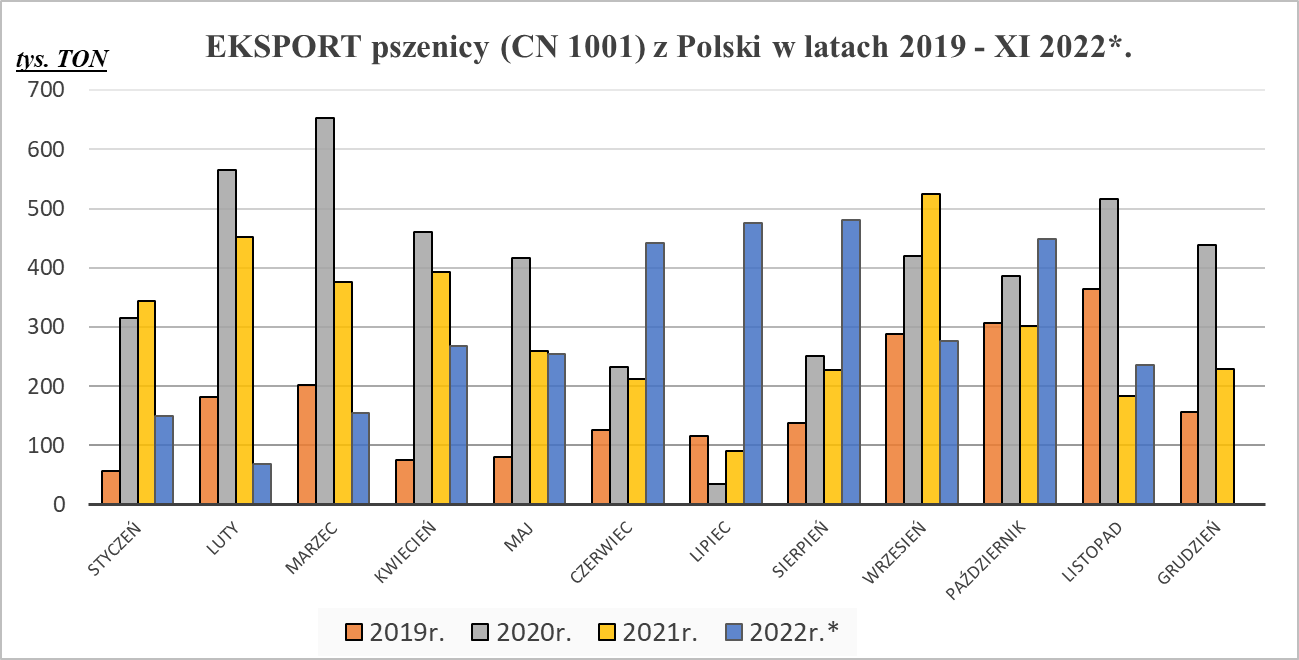 EKSPORT pszenicy (CN 1001) z Polski w latach 2019 - XI 2022*.
tys. TON
700
600
500
400
300
200
100
0
STYCZEŃ
LUTY
MARZEC
KWIECIEŃ
MAJ
CZERWIEC
LIPIEC
SIERPIEŃ
WRZESIEŃ
PAŹDZIERNIK
LISTOPAD
GRUDZIEŃ
2019r. 2020r. 2021r. 2022r.*